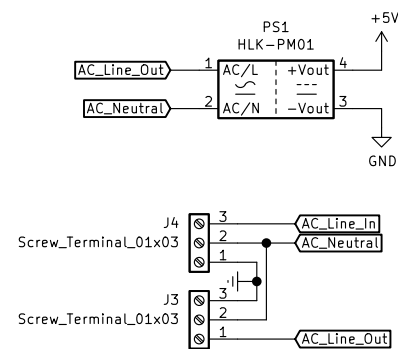 +5V
PS1
HLK-PM01
AC_Line_Out 1 AC/L +Vout 4
AC_Neutral 2 AC/N -Vout 3
GND
J4 3 AC_Line_In
Screw_Terminal_01x03 2 AC_Neutral
1
J3 3
Screw_Terminal_01x03 2
1 AC_Line_Out